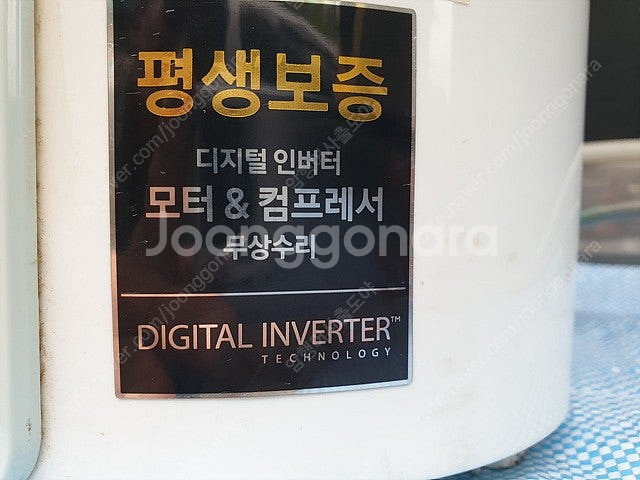 평생보증
디지털 인버터
모터 & 컴프레서
무상수리
Joonggonara
DIGITAL INVERTER™
TECHNOLOGY